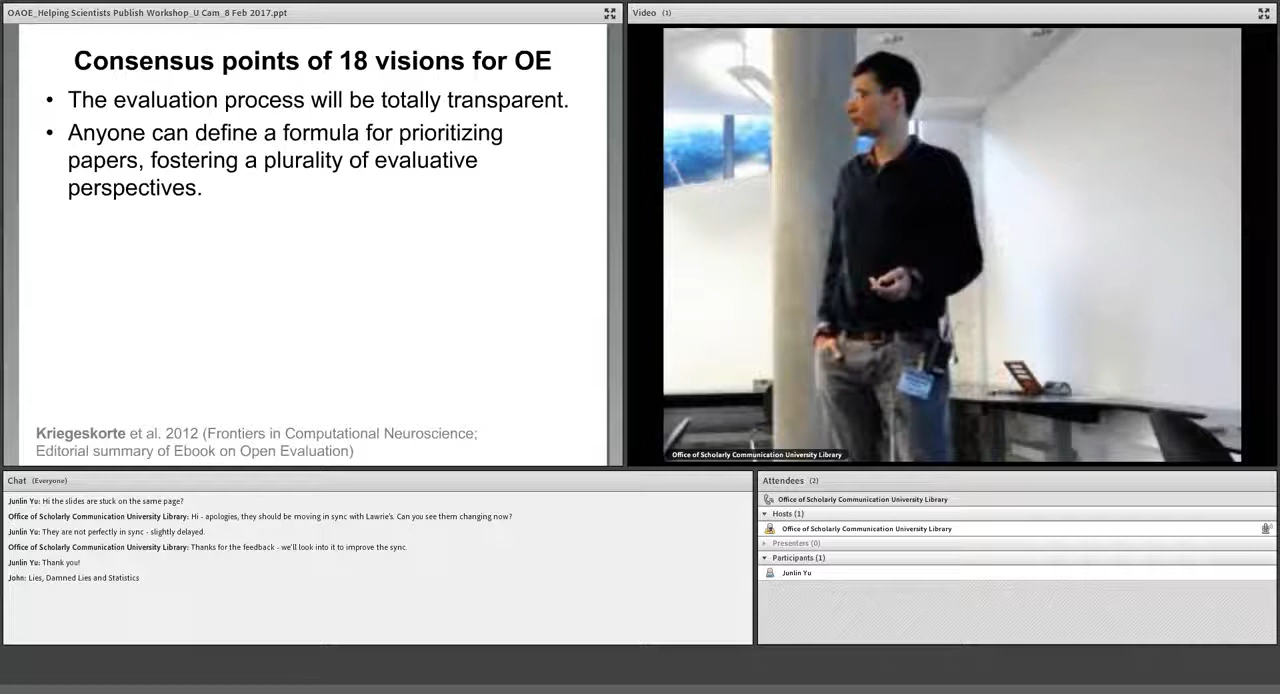 OAOE_Helping Scientists Publish Workshop_U Cam_8 Feb 2017.ppt
Consensus points of 18 visions for OE
• The evaluation process will be totally transparent.
• Anyone can define a formula for prioritizing
papers, fostering a plurality of evaluative
perspectives.
Kriegeskorte et al. 2012 (Frontiers in Computational Neuroscience;
Editorial summary of Ebook on Open Evaluation)
Video (1)
Office of Scholarly Communication University Library
Chat (Everyone)
Junlin Yu: Hi the slides are stuck on the same page?
Office of Scholarly Communication University Library: Hi - apologies, they should be moving in sync with Lawrie's. Can you see them changing now?
Junlin Yu: They are not perfectly in sync - slightly delayed.
Office of Scholarly Communication University Library: Thanks for the feedback - we'll look into it to improve the sync.
Junlin Yu: Thank you!
John: Lies, Damned Lies and Statistics
Attendees (2)
Office of Scholarly Communication University Library
Hosts (1)
Office of Scholarly Communication University Library
Presenters (0)
Participants (1)
Junlin Yu